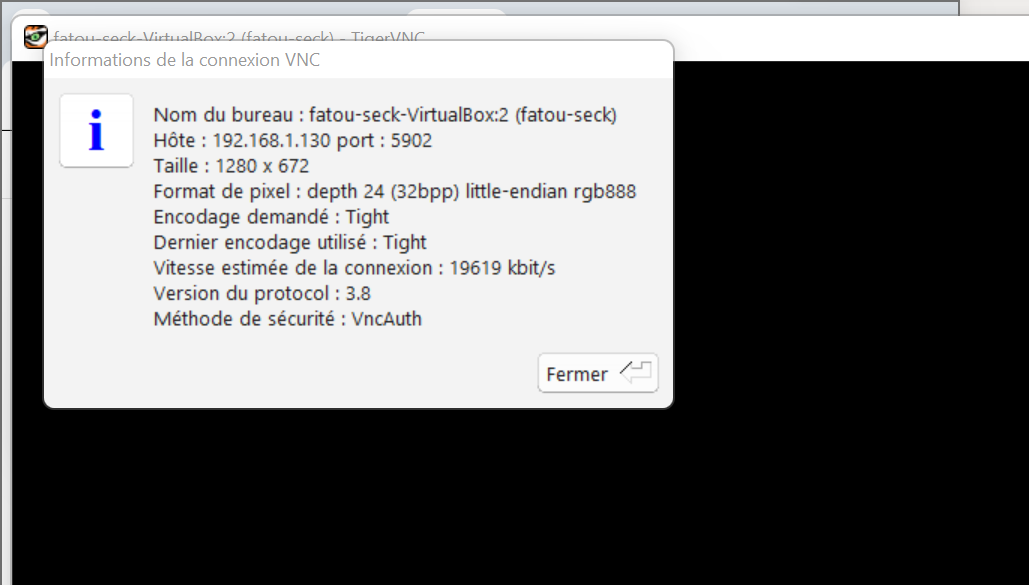 fatou-seck-VirtualBox:2 (fatou-seck) - TigerVNC
Informations de la connexion VNC
i
Nom du bureau : fatou-seck-VirtualBox:2 (fatou-seck)
Hôte : 192.168.1.130 port : 5902
Taille : 1280 x 672
Format de pixel : depth 24 (32bpp) little-endian rgb888
Encodage demandé : Tight
Dernier encodage utilisé : Tight
Vitesse estimée de la connexion : 19619 kbit/s
Version du protocol : 3.8
Méthode de sécurité : VncAuth
Fermer